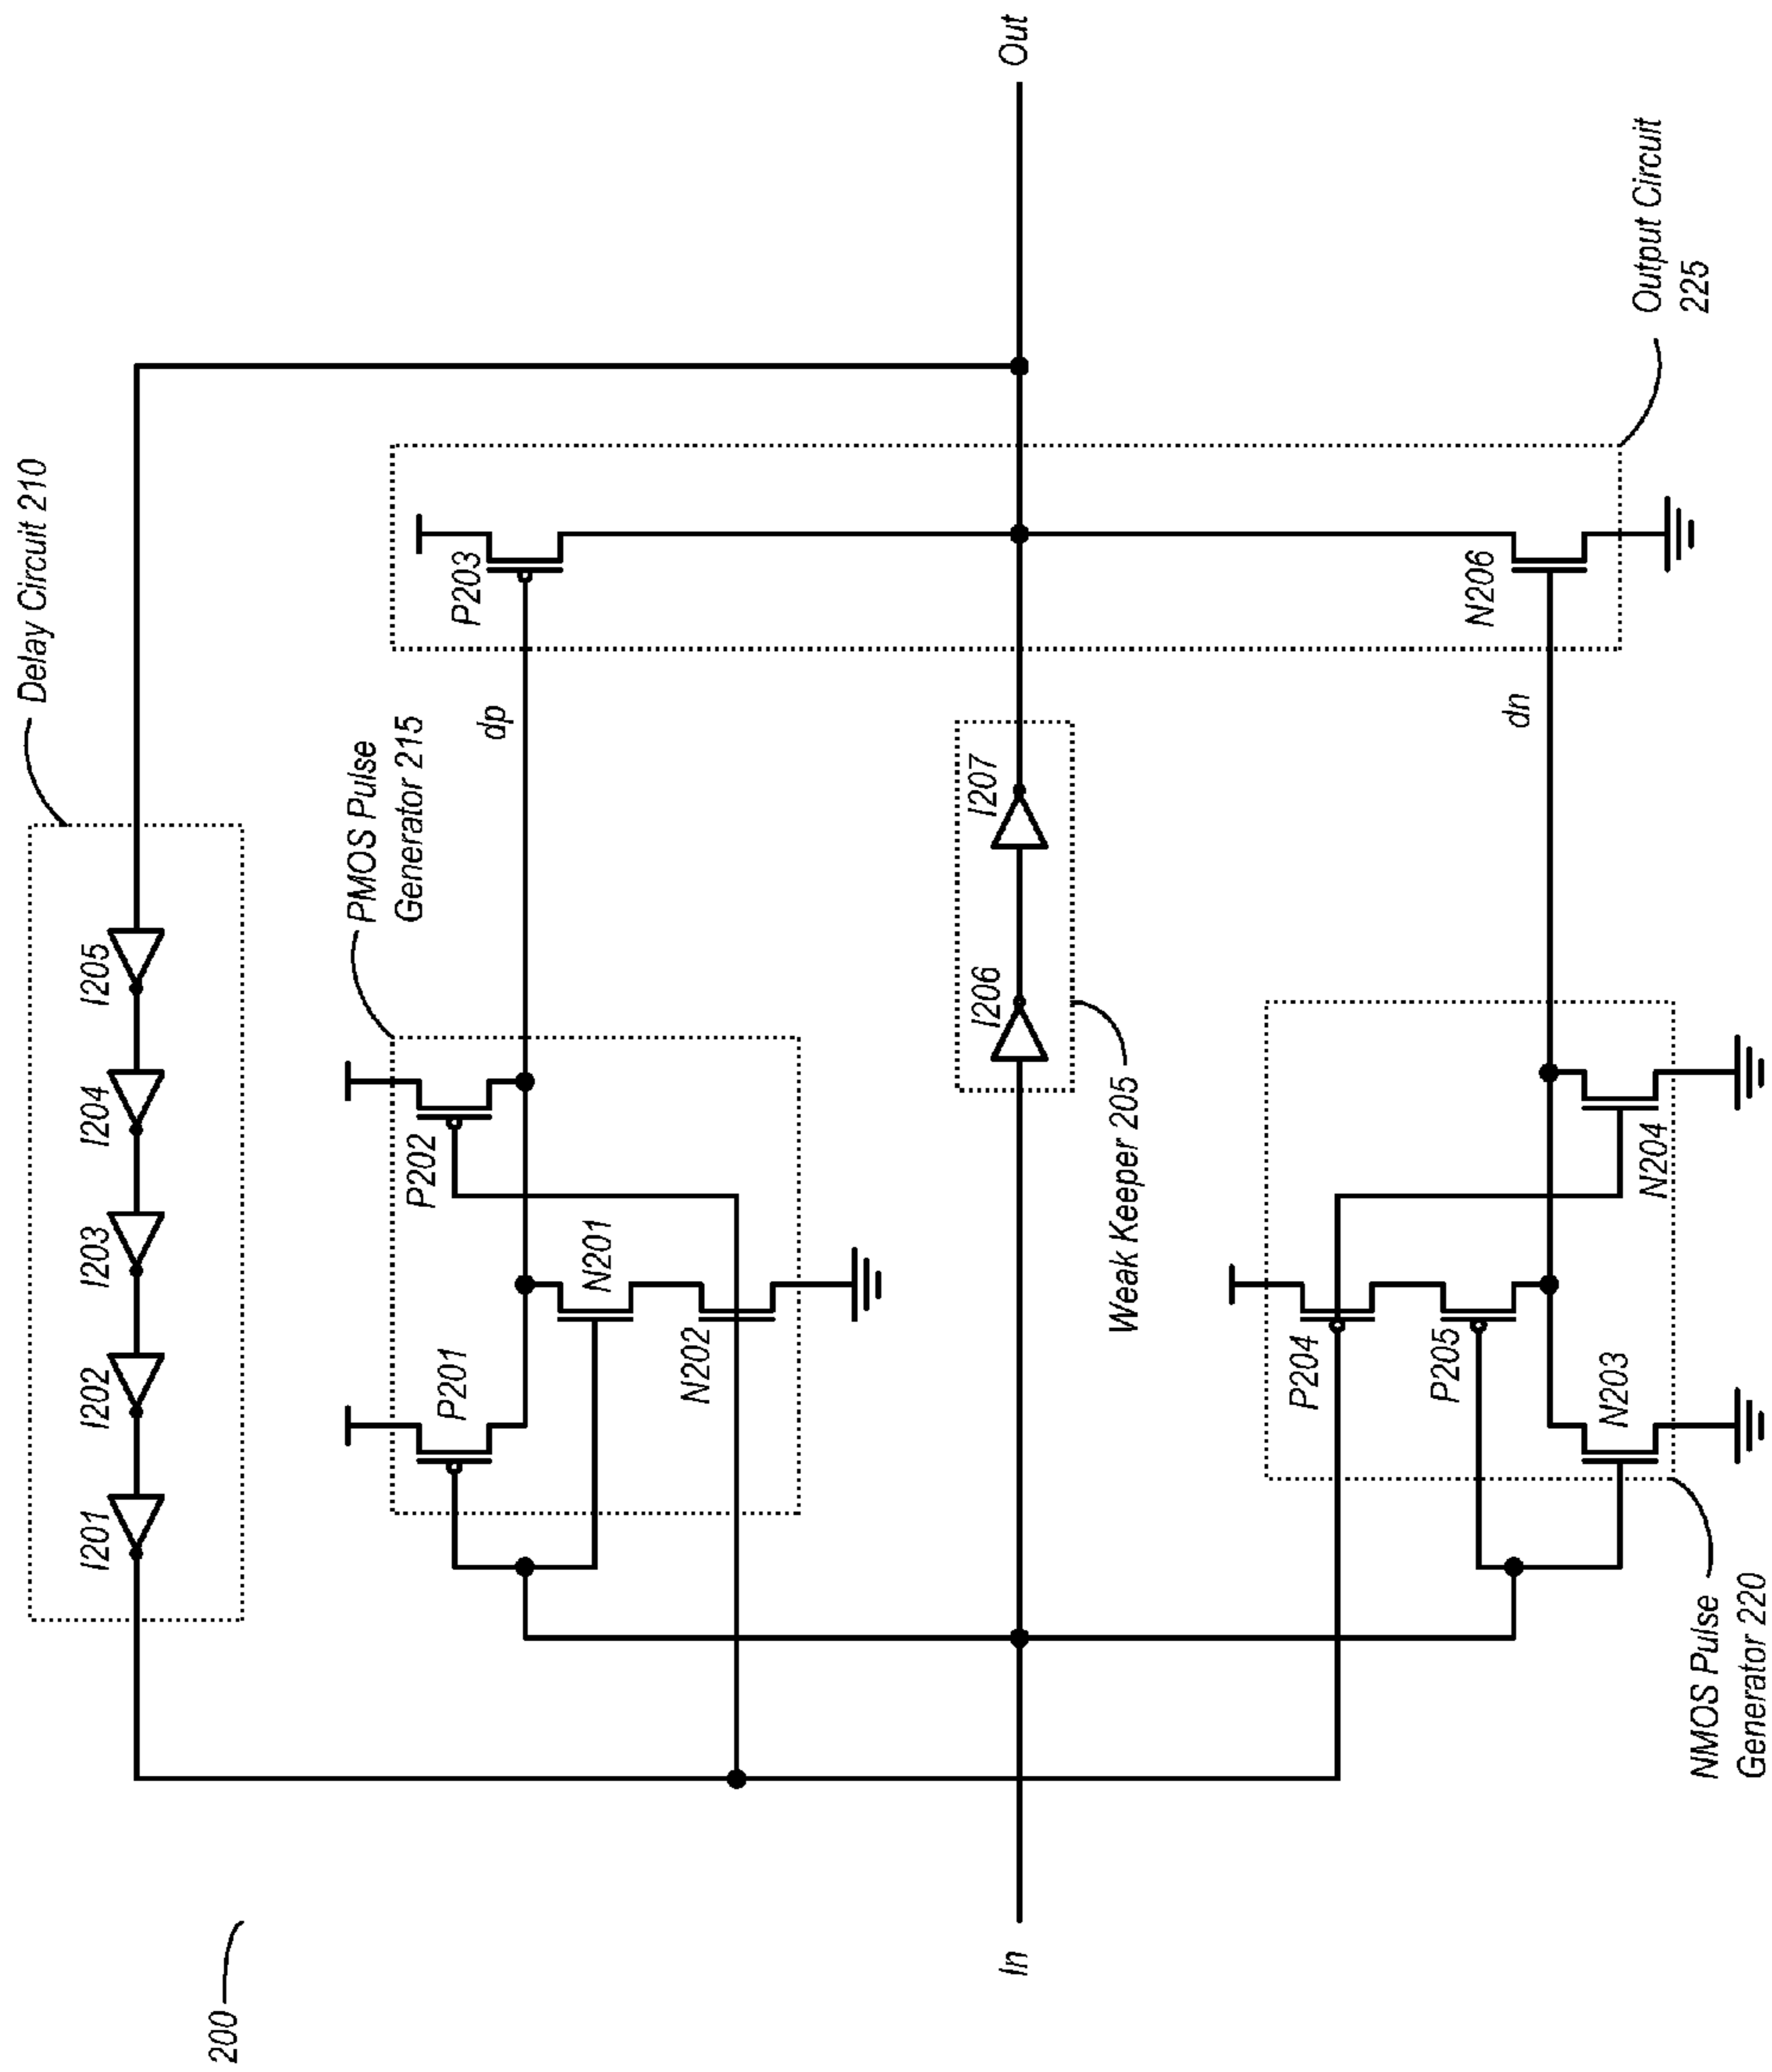 200
Delay Circuit 210
I201
I202
I203
I204
I205
PMOS Pulse
Generator 215
P201
P202
N201
N202
dp
P203
Out
In
I206
I207
Weak Keeper 205
P204
P205
N203
N204
dn
N206
NMOS Pulse
Generator 220
Output Circuit
225